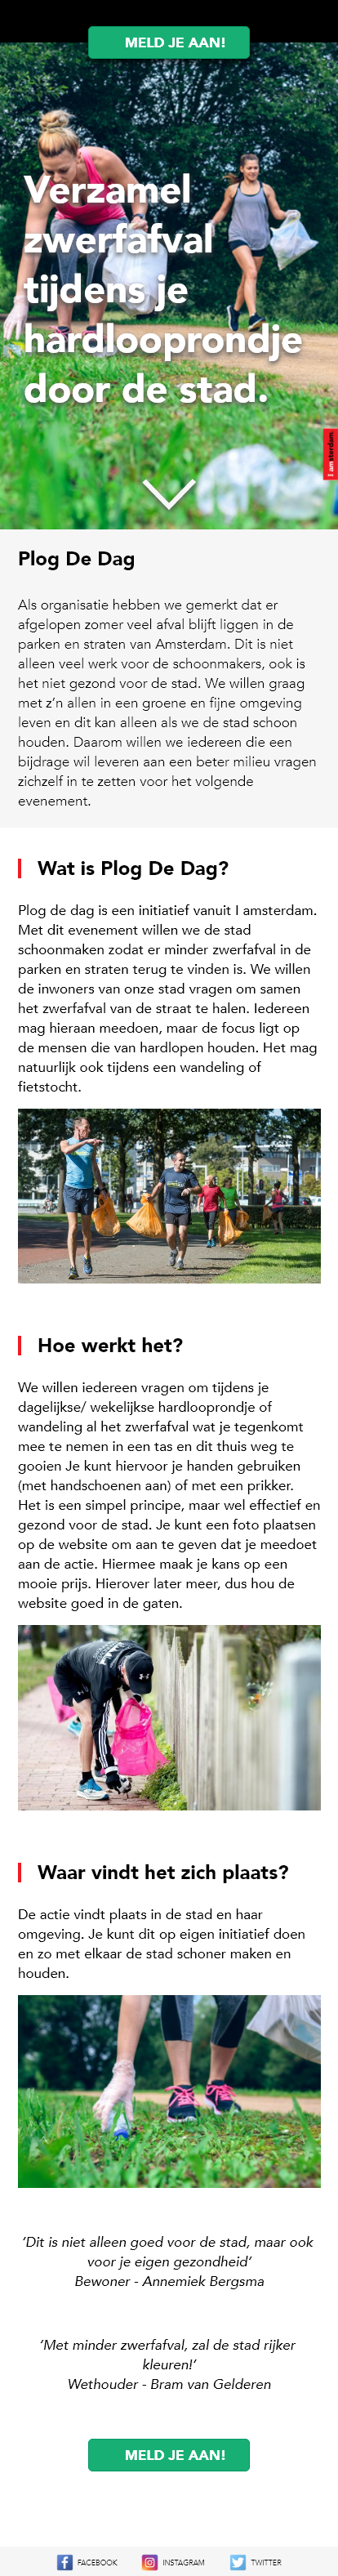 MELD JE AAN!
Verzamel
zwerfafval
tijdens je
hardlooprondje
door de stad.
I amsterdam.
Plog De Dag
Als organisatie hebben we gemerkt dat er
afgelopen zomer veel afval blijft liggen in de
parken en straten van Amsterdam. Dit is niet
alleen veel werk voor de schoonmakers, ook is
het niet gezond voor de stad. We willen graag
met z’n allen in een groene en fijne omgeving
leven en dit kan alleen als we de stad schoon
houden. Daarom willen we iedereen die een
bijdrage wil leveren aan een beter milieu vragen
zichzelf in te zetten voor het volgende
evenement.
Wat is Plog De Dag?
Plog de dag is een initiatief vanuit I amsterdam.
Met dit evenement willen we de stad
schoonmaken zodat er minder zwerfafval in de
parken en straten terug te vinden is. We willen
de inwoners van onze stad vragen om samen
het zwerfafval van de straat te halen. Iedereen
mag hieraan meedoen, maar de focus ligt op
de mensen die van hardlopen houden. Het mag
natuurlijk ook tijdens een wandeling of
fietstocht.
Hoe werkt het?
We willen iedereen vragen om tijdens je
dagelijkse/ wekelijkse hardlooprondje of
wandeling al het zwerfafval wat je tegenkomt
mee te nemen in een tas en dit thuis weg te
gooien Je kunt hiervoor je handen gebruiken
(met handschoenen aan) of met een prikker.
Het is een simpel principe, maar wel effectief en
gezond voor de stad. Je kunt een foto plaatsen
op de website om aan te geven dat je meedoet
aan de actie. Hiermee maak je kans op een
mooie prijs. Hierover later meer, dus hou de
website goed in de gaten.
Waar vindt het zich plaats?
De actie vindt plaats in de stad en haar
omgeving. Je kunt dit op eigen initiatief doen
en zo met elkaar de stad schoner maken en
houden.
‘Dit is niet alleen goed voor de stad, maar ook
voor je eigen gezondheid’
Bewoner - Annemiek Bergsma
‘Met minder zwerfafval, zal de stad rijker
kleuren!’
Wethouder - Bram van Gelderen
MELD JE AAN!
FACEBOOK INSTAGRAM TWITTER